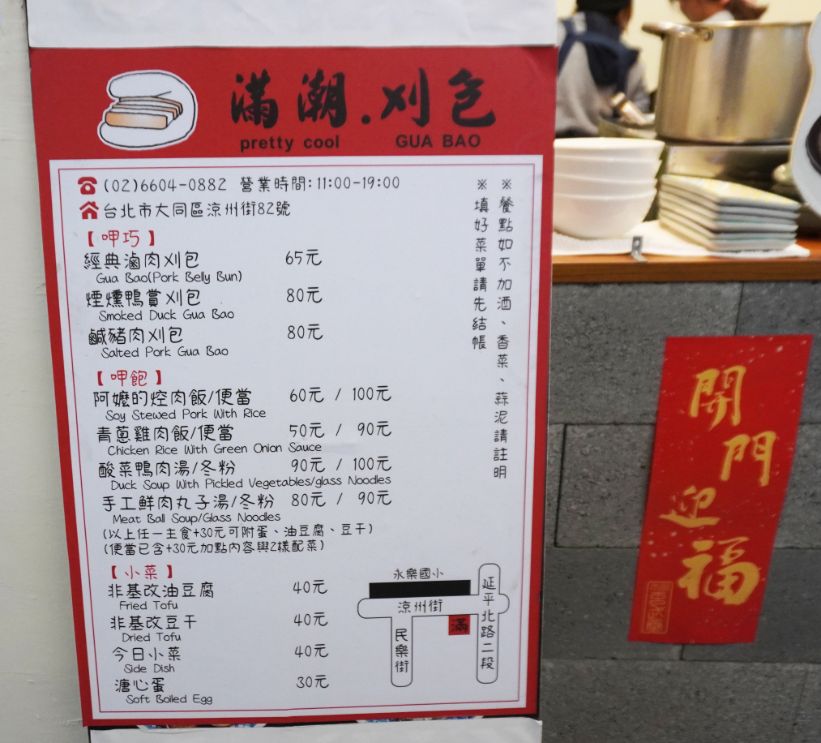 滿潮.刈包
pretty cool GUA BAO
(02)6604-0882 營業時間:11:00-19:00
台北市大同區涼州街82號
【呷巧】
經典滷肉刈包 65元
Gua Bao(Pork Belly Bun)
煙燻鴨賞刈包 80元
Smoked Duck Gua Bao
鹹豬肉刈包 80元
Salted Pork Gua Bao
【呷飽】
阿嬤的焢肉飯/便當 60元 / 100元
Soy Stewed Pork With Rice
青蔥雞肉飯/便當 50元 / 90元
Chicken Rice With Green Onion Sauce
酸菜鴨肉湯/冬粉 90元 / 100元
Duck Soup With Pickled Vegetables/glass Noodles
手工鮮肉丸子湯/冬粉 80元 / 90元
Meat Ball Soup/Glass Noodles
(以上任一主食+30元可附蛋、油豆腐、豆干)
(便當已含+30元加點內容與2樣配菜)
【小菜】
非基改油豆腐 40元
Fried Tofu
非基改豆干 40元
Dried Tofu
今日小菜 40元
Side Dish
溏心蛋 30元
Soft Boiled Egg
※餐點如不加酒、香菜、蒜泥請註明
※填好菜單請先結帳
永樂國小
涼州街
延平北路二段
民樂街
滿
開門迎福